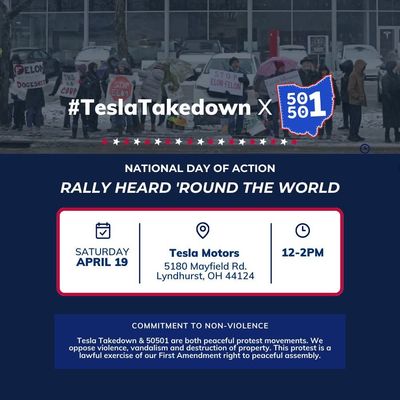 #TeslaTakedown X 50
50
1
NATIONAL DAY OF ACTION
RALLY HEARD 'ROUND THE WORLD
SATURDAY
APRIL 19
Tesla Motors
5180 Mayfield Rd.
Lyndhurst, OH 44124
12-2PM
COMMITMENT TO NON-VIOLENCE
Tesla Takedown & 50501 are both peaceful protest movements. We
oppose violence, vandalism and destruction of property. This protest is a
lawful exercise of our First Amendment right to peaceful assembly.